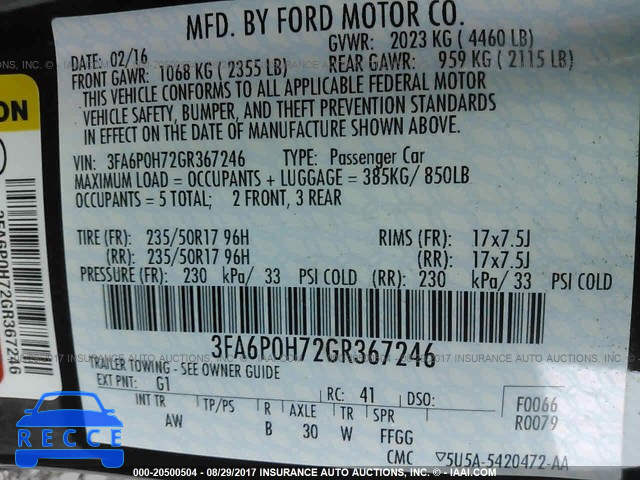 MFD. BY FORD MOTOR CO.
DATE: 02/16 GVWR: 2023 KG ( 4460 LB)
FRONT GAWR: 1068 KG ( 2355 LB) REAR GAWR: 959 KG ( 2115 LB)
THIS VEHICLE CONFORMS TO ALL APPLICABLE FEDERAL MOTOR
VEHICLE SAFETY, BUMPER, AND THEFT PREVENTION STANDARDS
IN EFFECT ON THE DATE OF MANUFACTURE SHOWN ABOVE.
VIN: 3FA6P0H72GR367246 TYPE: Passenger Car
MAXIMUM LOAD = OCCUPANTS + LUGGAGE = 385KG/ 850LB
OCCUPANTS = 5 TOTAL; 2 FRONT, 3 REAR
TIRE (FR): 235/50R17 96H RIMS (FR): 17x7.5J
(RR): 235/50R17 96H (RR): 17x7.5J
PRESSURE (FR): 230 kPa/ 33 PSI COLD (RR): 230 kPa/ 33 PSI COLD
3FA6P0H72GR367246
TRAILER TOWING - SEE OWNER GUIDE
EXT PNT: G1 RC: 41 DSO: F0066
INT TR TP/PS R AXLE TR SPR R0079
AW B 30 W FFGG
CMC 5U5A-5420472-AA
ON
3FA6P0H72GR367246
RECCE
000-20500504 - 08/29/2017 - INSURANCE AUTO AUCTIONS - © IAAI.COM